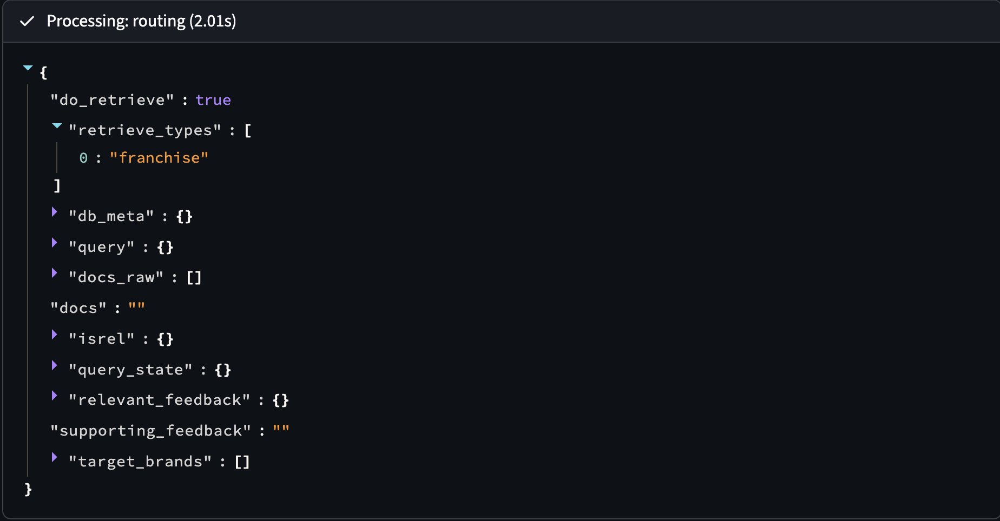 Processing: routing (2.01s)
{
"do_retrieve" : true
"retrieve_types" : [
0 : "franchise"
]
"db_meta" : {}
"query" : {}
"docs_raw" : []
"docs" : ""
"isrel" : {}
"query_state" : {}
"relevant_feedback" : {}
"supporting_feedback" : ""
"target_brands" : []
}